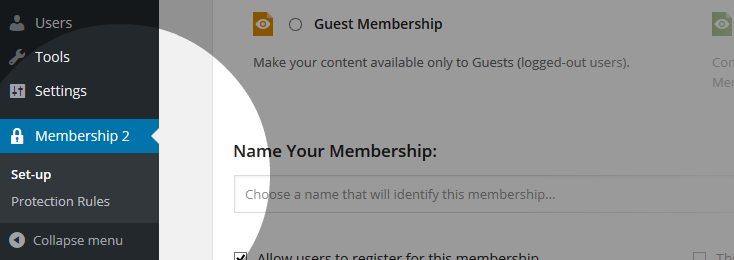 Users
Tools
Settings
Membership 2
Set-up
Protection Rules
Collapse menu
Guest Membership
Make your content available only to Guests (logged-out users).
Con
Mem
Name Your Membership:
Choose a name that will identify this membership...
Allow users to register for this membership
Th